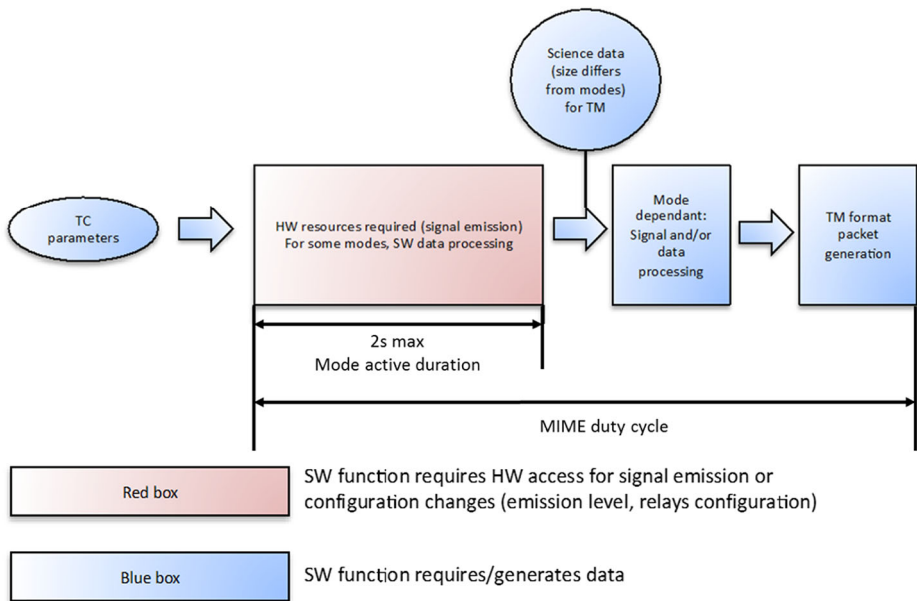 Science data
(size differs
from modes)
for TM
TC
parameters
HW resources required (signal emission)
For some modes, SW data processing
Mode
dependant:
Signal and/or
data
processing
TM format
packet
generation
2s max
Mode active duration
MIME duty cycle
Red box
SW function requires HW access for signal emission or
configuration changes (emission level, relays configuration)
Blue box
SW function requires/generates data